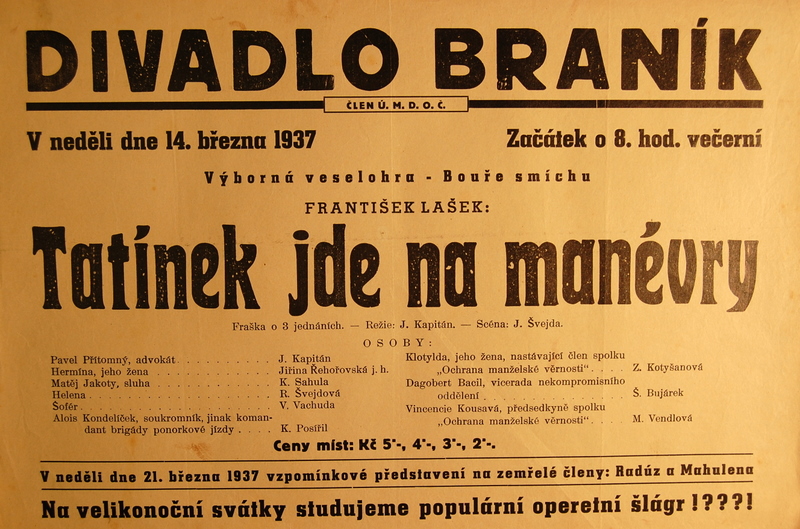 DIVADLO BRANÍK
ČLEN Ú. M. D. O. Č.
V neděli dne 14. března 1937 Začátek o 8. hod. večerní
Výborná veselohra - Bouře smíchu
FRANTIŠEK LAŠEK:
Tatínek jde na manévry
Fraška o 3 jednáních. — Režie: J. Kapitán. — Scéna: J. Švejda.
OSOBY:
Pavel Přítomný, advokát . . . . . . . . . . J. Kapitán
Hermína, jeho žena . . . . . . . . . . . . Jiřina Řehořovská j. h.
Matěj Jakoty, sluha . . . . . . . . . . . . K. Sahula
Helena . . . . . . . . . . . . . . . . . . R. Švejdová
Šofér . . . . . . . . . . . . . . . . . . . V. Vachuda
Alois Kondelíček, soukromník, jinak koman-
dant brigády ponorkové jízdy . . . . K. Pospíšil
Klotylda, jeho žena, nastávající člen spolku
„Ochrana manželské věrnosti“ . . . . Z. Kotyšanová
Dagobert Bacil, vicerada nekompromisního
oddělení . . . . . . . . . . . . . . . . Š. Bujárek
Vincencie Kousavá, předsedkyně spolku
„Ochrana manželské věrnosti“ . . . . M. Vendlová
Ceny míst: Kč 5·-, 4·-, 3·-, 2·-.
V neděli dne 21. března 1937 vzpomínkové představení na zemřelé členy: Radúz a Mahulena
Na velikonoční svátky studujeme populární operetní šlágr !???!